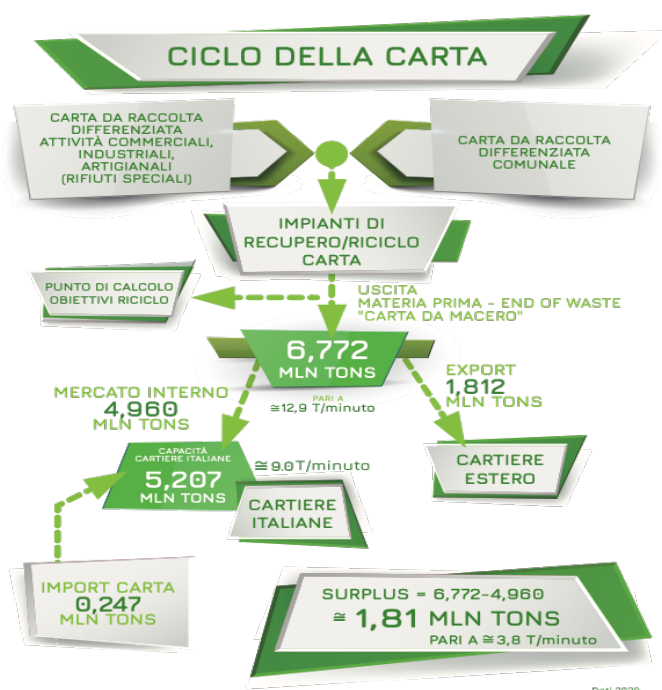 CICLO DELLA CARTA
CARTA DA RACCOLTA
DIFFERENZIATA
ATTIVITÀ COMMERCIALI,
INDUSTRIALI,
ARTIGIANALI
(RIFIUTI SPECIALI)
CARTA DA RACCOLTA
DIFFERENZIATA
COMUNALE
IMPIANTI DI
RECUPERO/RICICLO
CARTA
PUNTO DI CALCOLO
OBIETTIVI RICICLO
USCITA
MATERIA PRIMA - END OF WASTE
"CARTA DA MACERO"
6,772
MLN TONS
PARI A
≅12,9 T/minuto
MERCATO INTERNO
4,960
MLN TONS
EXPORT
1,812
MLN TONS
CAPACITÀ
CARTIERE ITALIANE
5,207
MLN TONS
≅ 9.0T/minuto
CARTIERE
ITALIANE
CARTIERE
ESTERO
IMPORT CARTA
0,247
MLN TONS
SURPLUS = 6,772-4,960
≅ 1,81 MLN TONS
PARI A ≅3,8 T/minuto